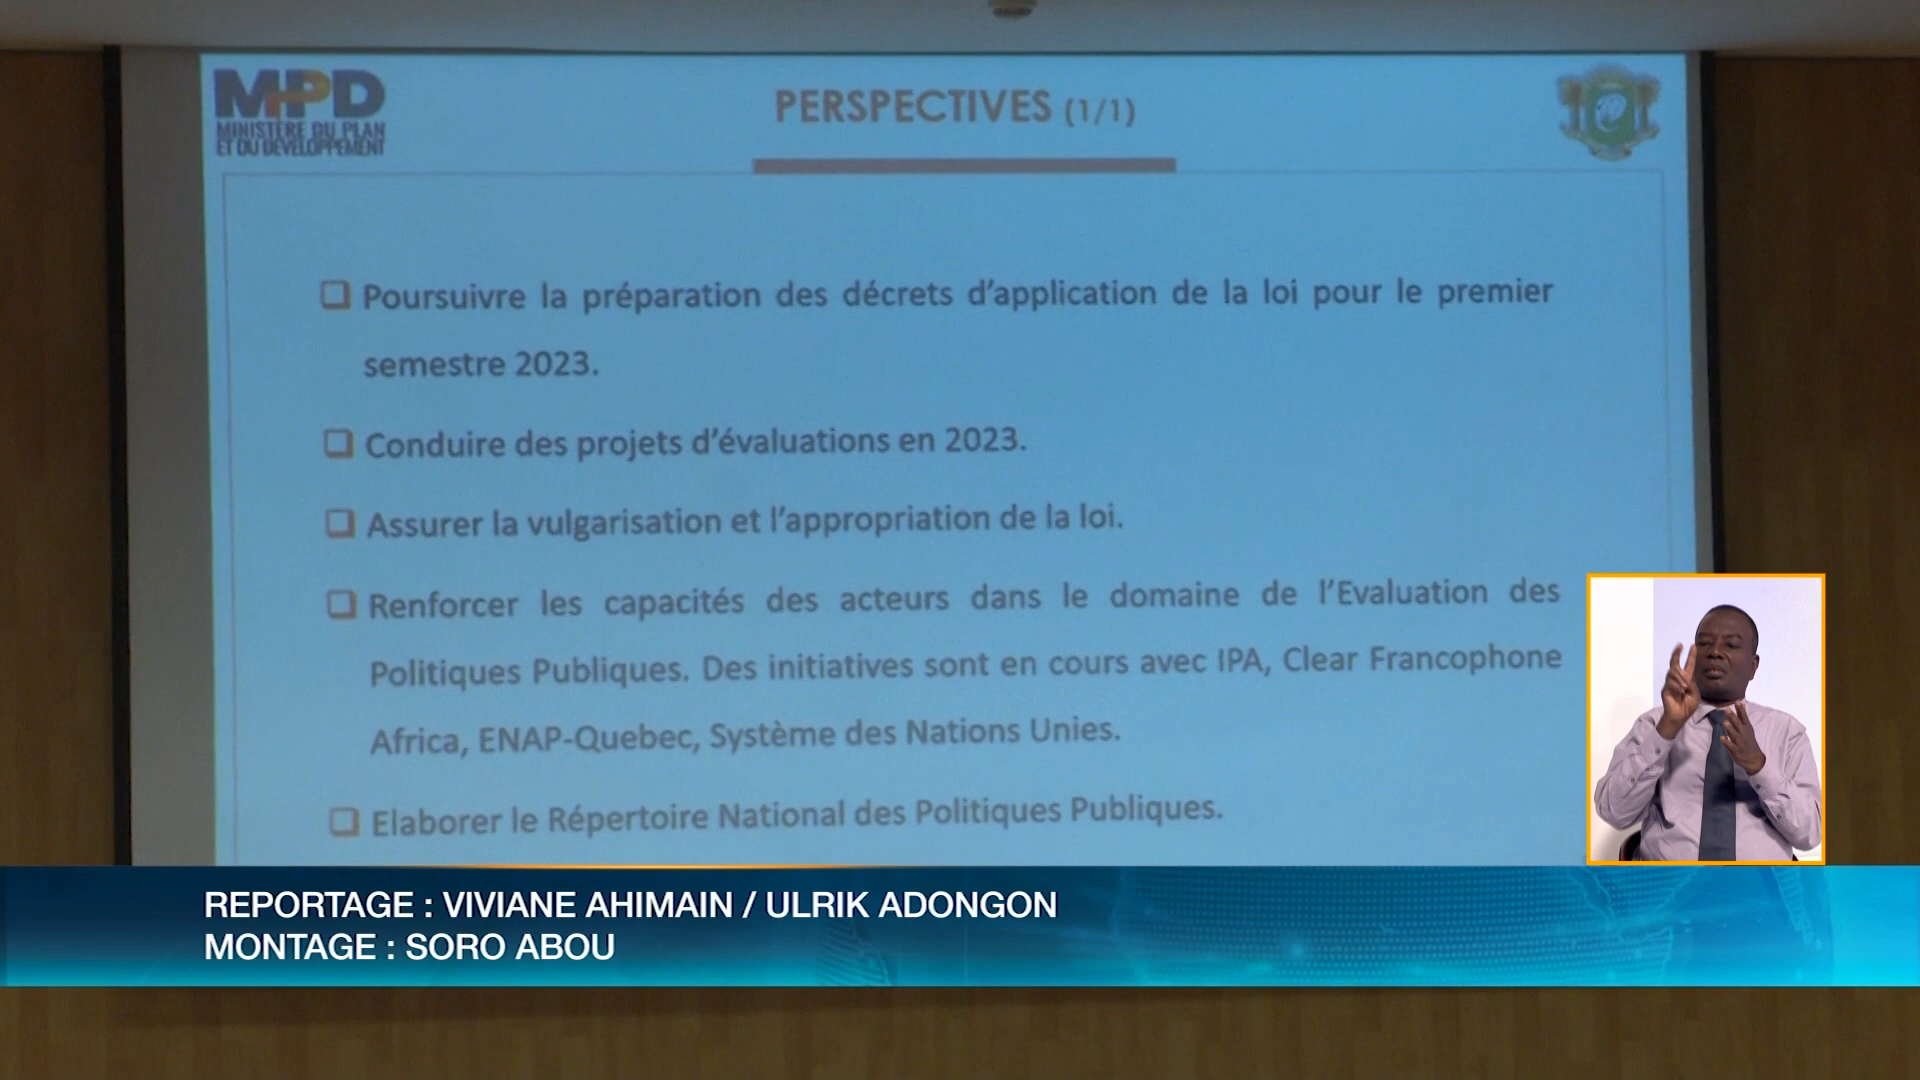 MPD
MINISTÈRE DU PLAN
ET DU DÉVELOPPEMENT
PERSPECTIVES (1/1)
❑ Poursuivre la préparation des décrets d'application de la loi pour le premier
semestre 2023.
❑ Conduire des projets d'évaluations en 2023.
❑ Assurer la vulgarisation et l'appropriation de la loi.
❑ Renforcer les capacités des acteurs dans le domaine de l'Evaluation des
Politiques Publiques. Des initiatives sont en cours avec IPA, Clear Francophone
Africa, ENAP-Quebec, Système des Nations Unies.
❑ Elaborer le Répertoire National des Politiques Publiques.
REPORTAGE : VIVIANE AHIMAIN / ULRIK ADONGON
MONTAGE : SORO ABOU